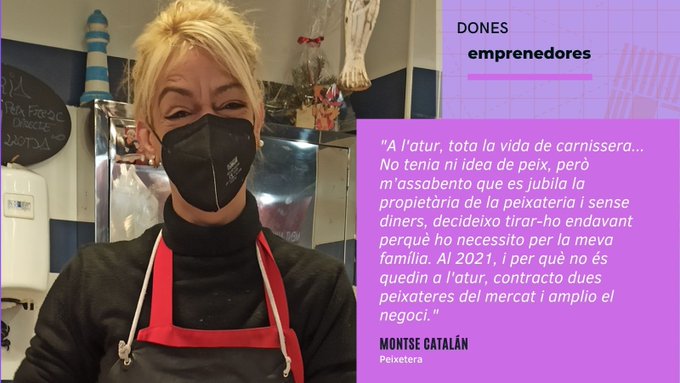 DONES
emprenedores
"A l'atur, tota la vida de carnissera...
No tenia ni idea de peix, però
m'assabento que es jubila la
propietària de la peixateria i sense
diners, decideixo tirar-ho endavant
perquè ho necessito per la meva
família. Al 2021, i per què no és
quedin a l'atur, contracto dues
peixateres del mercat i amplio el
negoci."
MONTSE CATALÁN
Peixetera